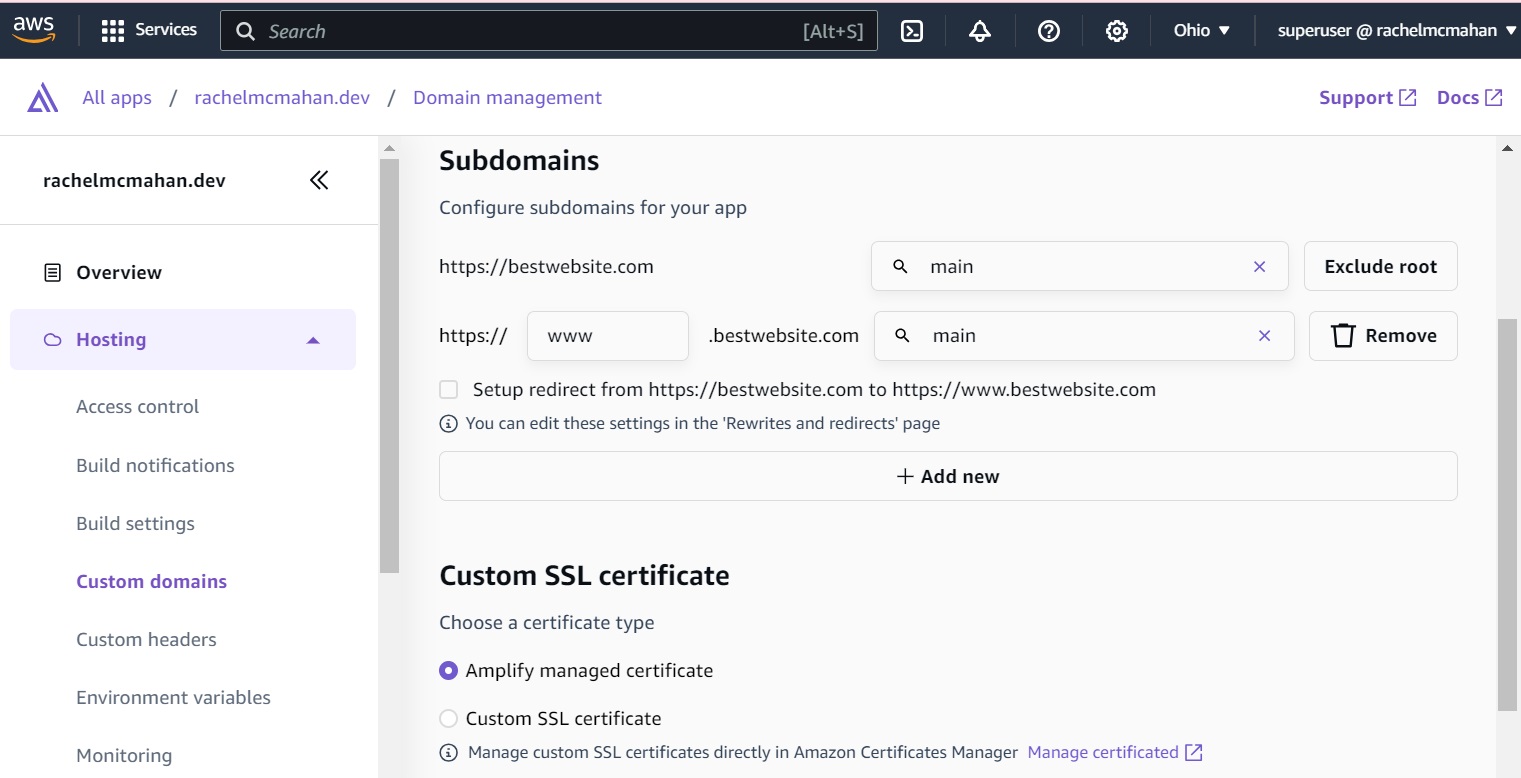 aws Services Search [Alt+S] Ohio superuser @ rachelmcmahan
All apps / rachelmcmahan.dev / Domain management Support Docs
rachelmcmahan.dev
Overview
Hosting
Access control
Build notifications
Build settings
Custom domains
Custom headers
Environment variables
Monitoring
Subdomains
Configure subdomains for your app
https://bestwebsite.com main Exclude root
https:// www .bestwebsite.com main Remove
Setup redirect from https://bestwebsite.com to https://www.bestwebsite.com
You can edit these settings in the 'Rewrites and redirects' page
Add new
Custom SSL certificate
Choose a certificate type
Amplify managed certificate
Custom SSL certificate
Manage custom SSL certificates directly in Amazon Certificates Manager Manage certificated